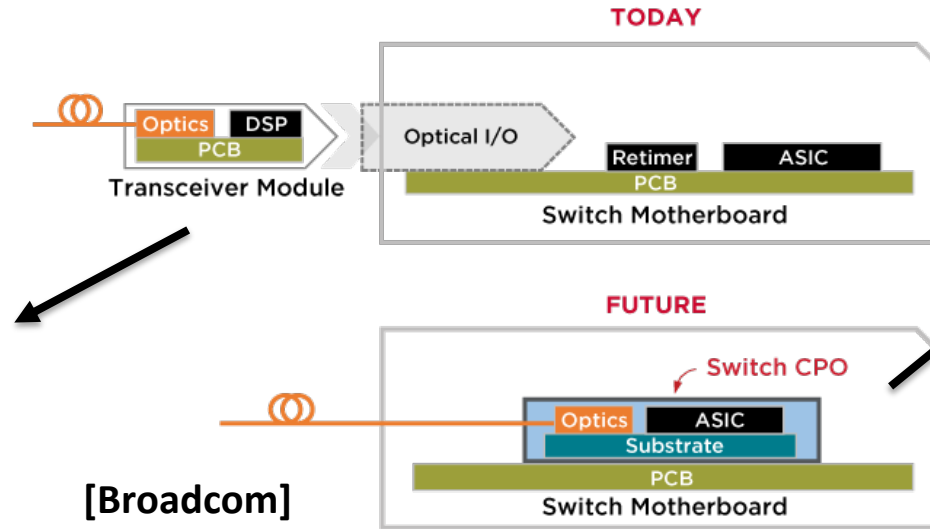 TODAY
Optics DSP
PCB
Transceiver Module
Optical I/O
Retimer ASIC
PCB
Switch Motherboard
FUTURE
Switch CPO
Optics ASIC
Substrate
PCB
Switch Motherboard
[Broadcom]